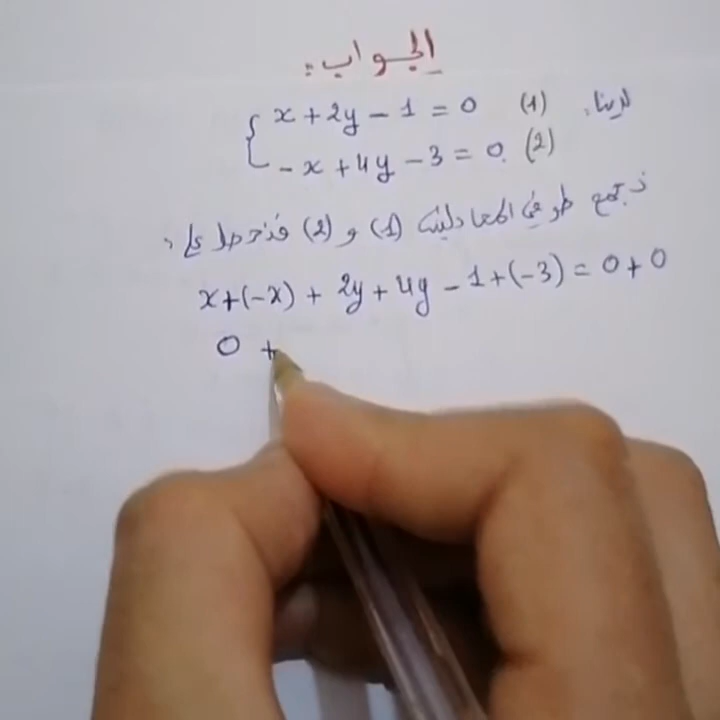 الجواب:
لدينا: { x + 2y - 1 = 0 (1)
- x + 4y - 3 = 0 (2)
نجمع طرفي المعادلتين (1) و (2) فنحصل على:
x + (-x) + 2y + 4y - 1 + (-3) = 0 + 0
0 +